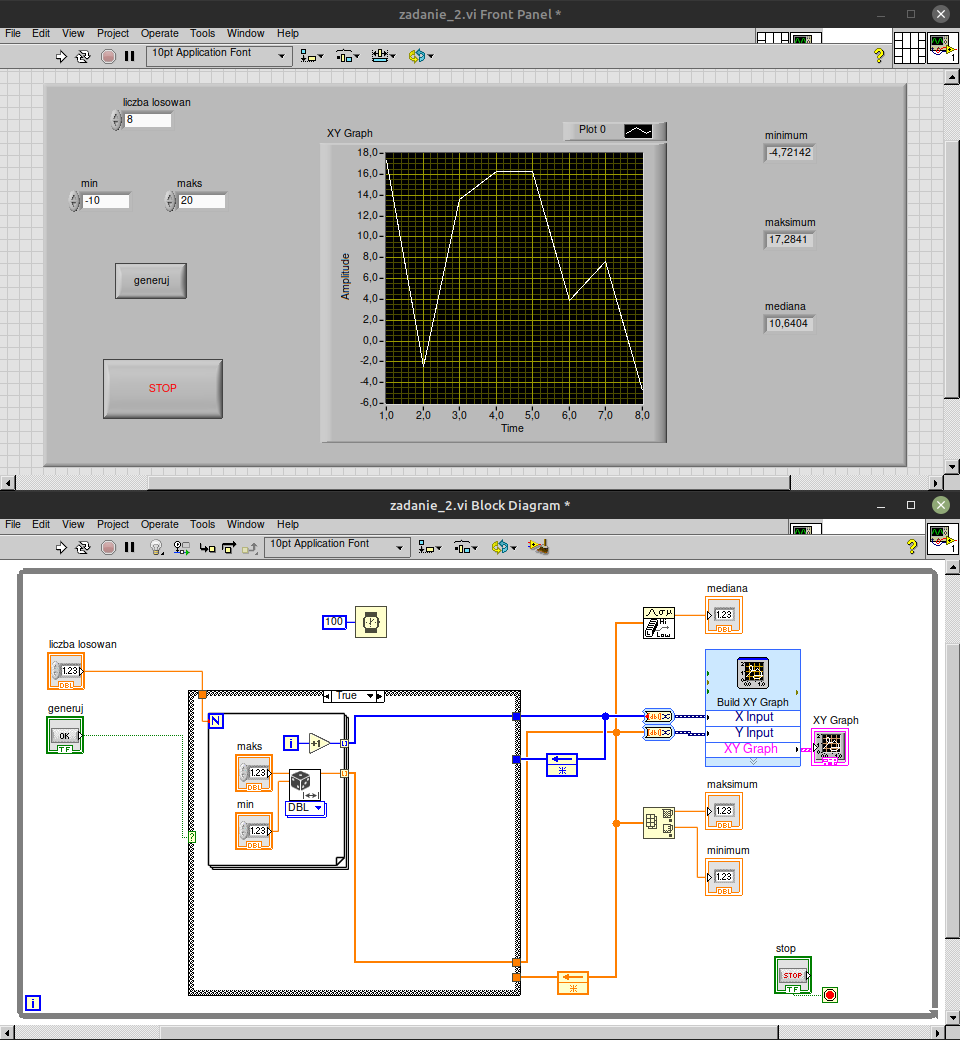 zadanie_2.vi Front Panel *
File Edit View Project Operate Tools Window Help
10pt Application Font
?
1
liczba losowan
8
min
-10
maks
20
generuj
STOP
XY Graph
Plot 0
18,0
16,0
14,0
12,0
10,0
8,0
6,0
4,0
2,0
0,0
-2,0
-4,0
-6,0
Amplitude
1,0 2,0 3,0 4,0 5,0 6,0 7,0 8,0
Time
minimum
-4,72142
maksimum
17,2841
mediana
10,6404
zadanie_2.vi Block Diagram *
File Edit View Project Operate Tools Window Help
10pt Application Font
?
1
mediana
1.23
DBL
100
Hi
Low
liczba losowan
1.23
DBL
generuj
OK
TF
True
N
i
+1
maks
1.23
DBL
min
1.23
DBL
DBL
?
Build XY Graph
X Input
Y Input
XY Graph
XY Graph
maksimum
1.23
DBL
minimum
1.23
DBL
stop
STOP
TF
i